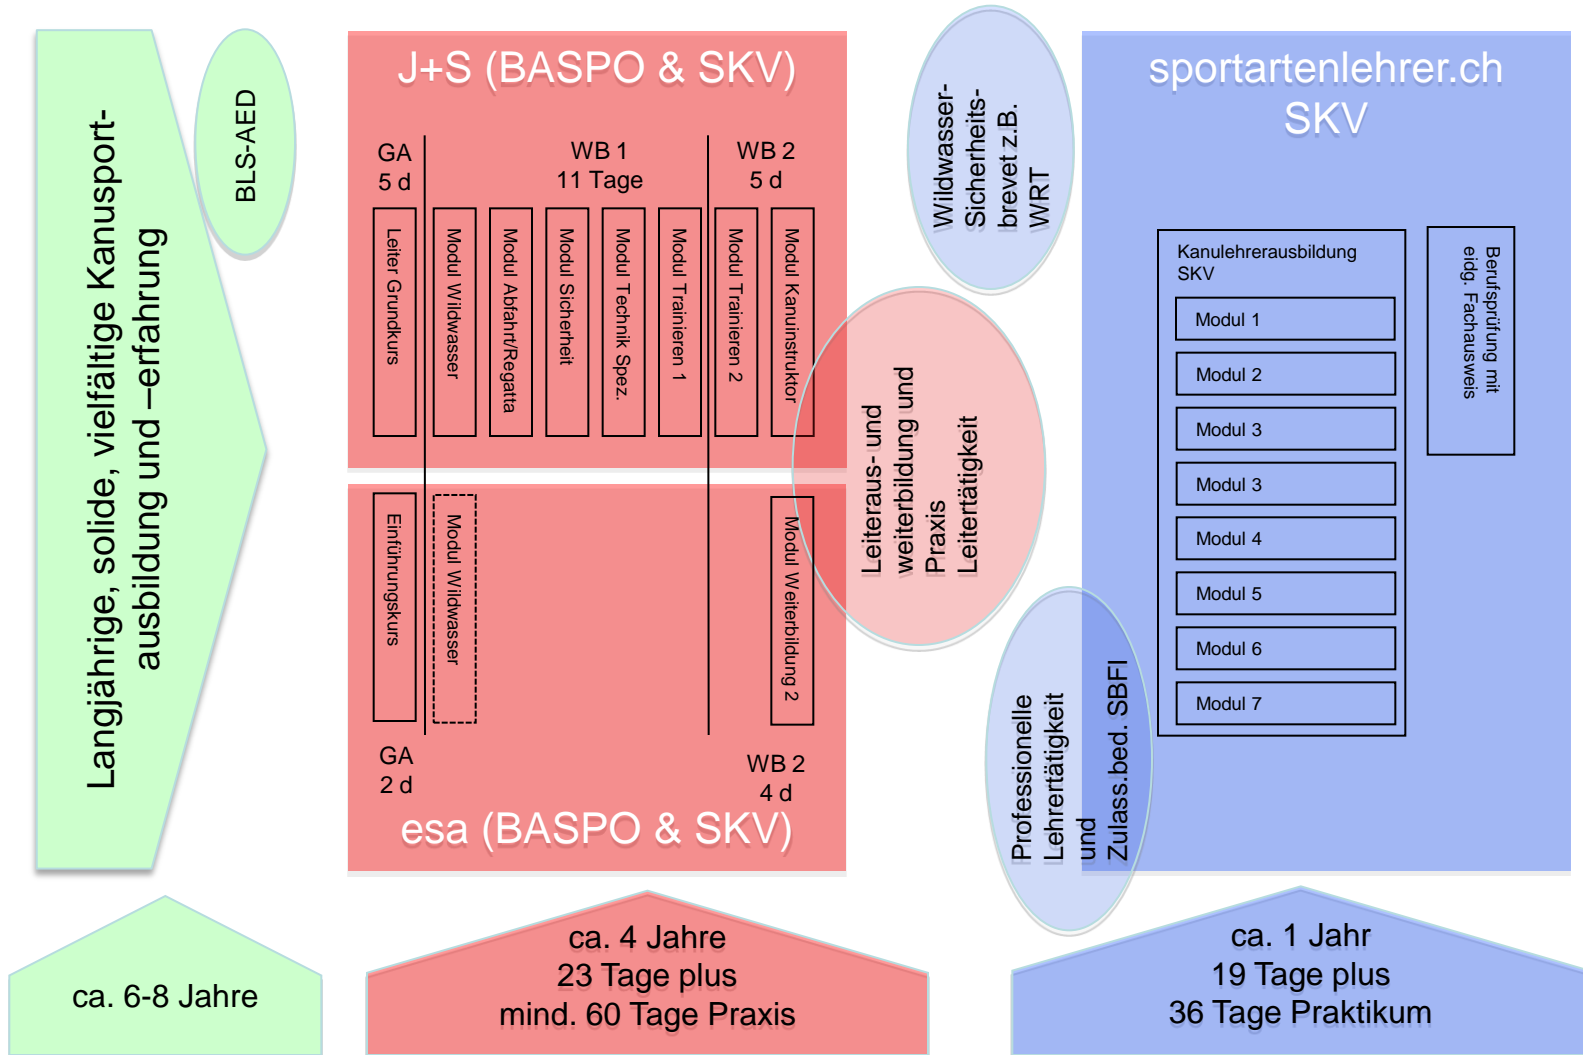 Langjährige, solide, vielfältige Kanusport-
ausbildung und –erfahrung
BLS-AED
J+S (BASPO & SKV)
GA
5 d
WB 1
11 Tage
WB 2
5 d
Leiter Grundkurs
Modul Wildwasser
Modul Abfahrt/Regatta
Modul Sicherheit
Modul Technik Spez.
Modul Trainieren 1
Modul Trainieren 2
Modul Kanuinstruktor
Einführungskurs
Modul Wildwasser
Modul Weiterbildung 2
GA
2 d
WB 2
4 d
esa (BASPO & SKV)
Wildwasser-
Sicherheits-
brevet z.B.
WRT
Leiteraus- und
weiterbildung und
Praxis
Leitertätigkeit
Professionelle
Lehrertätigkeit
und
Zulass.bed. SBFI
sportartenlehrer.ch
SKV
Kanulehrerausbildung
SKV
Modul 1
Modul 2
Modul 3
Modul 3
Modul 4
Modul 5
Modul 6
Modul 7
Berufsprüfung mit
eidg. Fachausweis
ca. 6-8 Jahre
ca. 4 Jahre
23 Tage plus
mind. 60 Tage Praxis
ca. 1 Jahr
19 Tage plus
36 Tage Praktikum